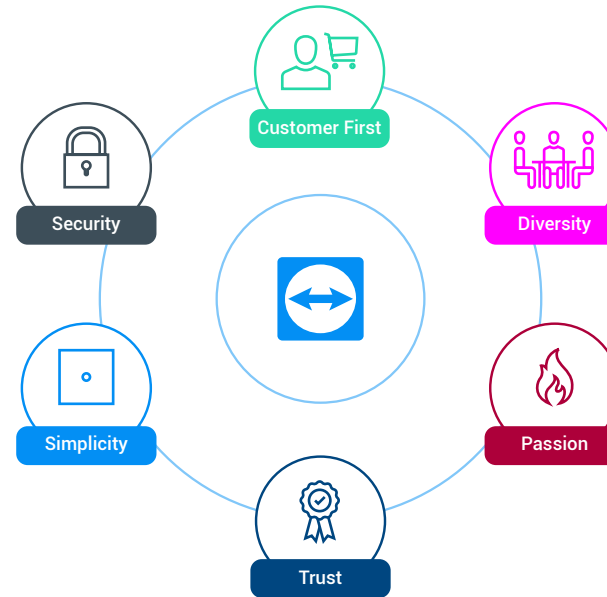 Customer First
Security
Diversity
Simplicity
Passion
Trust